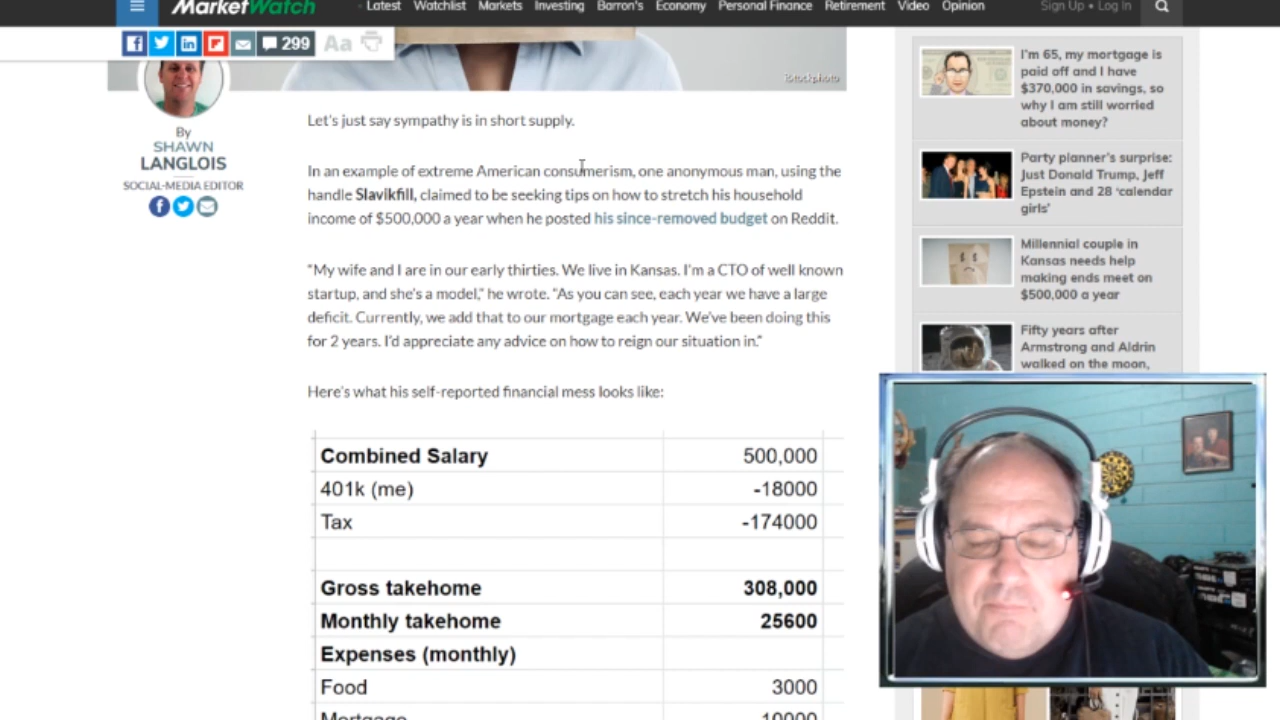 MarketWatch
Latest Watchlist Markets Investing Barron's Economy Personal Finance Retirement Video Opinion
Sign Up • Log In
299
Aa
iStockphoto
By
SHAWN
LANGLOIS
SOCIAL-MEDIA EDITOR
Let's just say sympathy is in short supply.
In an example of extreme American consumerism, one anonymous man, using the
handle Slavikfill, claimed to be seeking tips on how to stretch his household
income of $500,000 a year when he posted his since-removed budget on Reddit.
“My wife and I are in our early thirties. We live in Kansas. I'm a CTO of well known
startup, and she's a model,” he wrote. “As you can see, each year we have a large
deficit. Currently, we add that to our mortgage each year. We've been doing this
for 2 years. I'd appreciate any advice on how to reign our situation in.”
Here's what his self-reported financial mess looks like:
Combined Salary 500,000
401k (me) -18000
Tax -174000
Gross takehome 308,000
Monthly takehome 25600
Expenses (monthly)
Food 3000
Mortgage 10000
I'm 65, my mortgage is
paid off and I have
$370,000 in savings, so
why I am still worried
about money?
Party planner's surprise:
Just Donald Trump, Jeff
Epstein and 28 ‘calendar
girls’
Millennial couple in
Kansas needs help
making ends meet on
$500,000 a year
Fifty years after
Armstrong and Aldrin
walked on the moon,